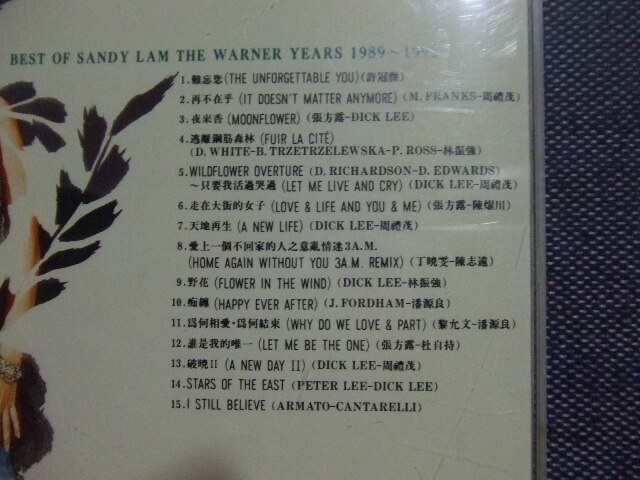 BEST OF SANDY LAM THE WARNER YEARS 1989~199
1.難忘您(THE UNFORGETTABLE YOU)(許冠傑)
2.再不在乎 (IT DOESN'T MATTER ANYMORE) (M. FRANKS-周禮茂)
3.夜來香 (MOONFLOWER) (張方露-DICK LEE)
4.逃離鋼筋森林 (FUIR LA CITÉ)
(D. WHITE-B. TRZETRZELEWSKA-P. ROSS-林振強)
5.WILDFLOWER OVERTURE (D. RICHARDSON-D. EDWARDS)
~只要我活過哭過 (LET ME LIVE AND CRY) (DICK LEE-周禮茂)
6.走在大街的女子 (LOVE & LIFE AND YOU & ME) (張方露-陳耀川)
7.天地再生 (A NEW LIFE) (DICK LEE-周禮茂)
8.愛上一個不回家的人之意亂情迷3A.M.
(HOME AGAIN WITHOUT YOU 3A.M. REMIX) (丁曉雯-陳志遠)
9.野花 (FLOWER IN THE WIND) (DICK LEE-林振強)
10.痴纏 (HAPPY EVER AFTER) (J. FORDHAM-潘源良)
11.爲何相愛・爲何結束 (WHY DO WE LOVE & PART) (黎允文-潘源良)
12.誰是我的唯一 (LET ME BE THE ONE) (張方露-杜自持)
13.破曉II (A NEW DAY II) (DICK LEE-周禮茂)
14.STARS OF THE EAST (PETER LEE-DICK LEE)
15.I STILL BELIEVE (ARMATO-CANTARELLI)